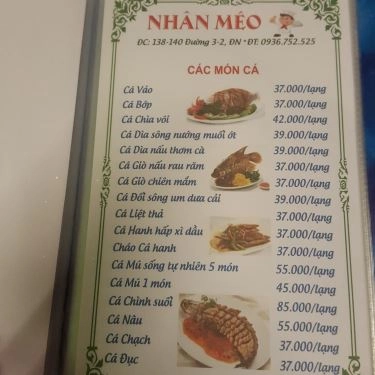 NHÂN MÉO
ĐC: 138-140 Đường 3-2, ĐN *ĐT: 0936.752.525
CÁC MÓN CÁ
Cá Váo 37.000/lạng
Cá Bớp 37.000/lạng
Cá Chìa vôi 42.000/lạng
Cá Dìa sông nướng muối ớt 39.000/lạng
Cá Dìa nấu thơm cà 39.000/lạng
Cá Giò nấu rau răm 37.000/lạng
Cá Giò chiên mắm 37.000/lạng
Cá Đối sông um dưa cải 39.000/lạng
Cá Liệt thả 37.000/lạng
Cá Hanh hấp xì dầu 37.000/lạng
Cháo Cá hanh 37.000/lạng
Cá Mú sống tự nhiên 5 món 55.000/lạng
Cá Mú 1 món 45.000/lạng
Cá Chình suối 85.000/lạng
Cá Nâu 55.000/lạng
Cá Chạch 37.000/lạng
Cá Đục 37.000/lạng